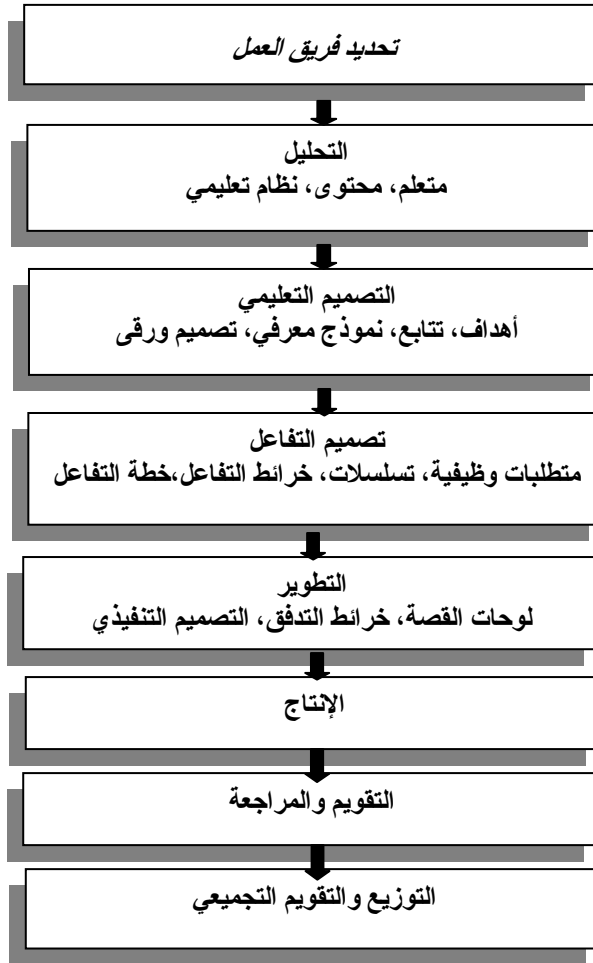 تحديد فريق العمل
التحليل
متعلم، محتوى، نظام تعليمي
التصميم التعليمي
أهداف، تتابع، نموذج معرفي، تصميم ورقى
تصميم التفاعل
متطلبات وظيفية، تسلسلات، خرائط التفاعل،خطة التفاعل
التطوير
لوحات القصة، خرائط التدفق، التصميم التنفيذي
الإنتاج
التقويم والمراجعة
التوزيع والتقويم التجميعي